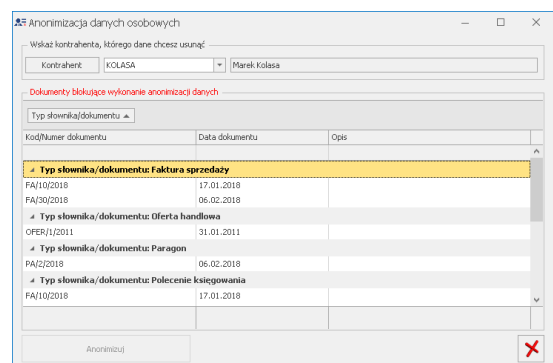 Anonimizacja danych osobowych
Wskaż kontrahenta, którego dane chcesz usunąć
Kontrahent KOLASA Marek Kolasa
Dokumenty blokujące wykonanie anonimizacji danych
Typ słownika/dokumentu
Kod/Numer dokumentu Data dokumentu Opis
Typ słownika/dokumentu: Faktura sprzedaży
FA/10/2018 17.01.2018
FA/30/2018 06.02.2018
Typ słownika/dokumentu: Oferta handlowa
OFER/1/2011 31.01.2011
Typ słownika/dokumentu: Paragon
PA/2/2018 06.02.2018
Typ słownika/dokumentu: Polecenie księgowania
FA/10/2018 17.01.2018
Anonimizuj